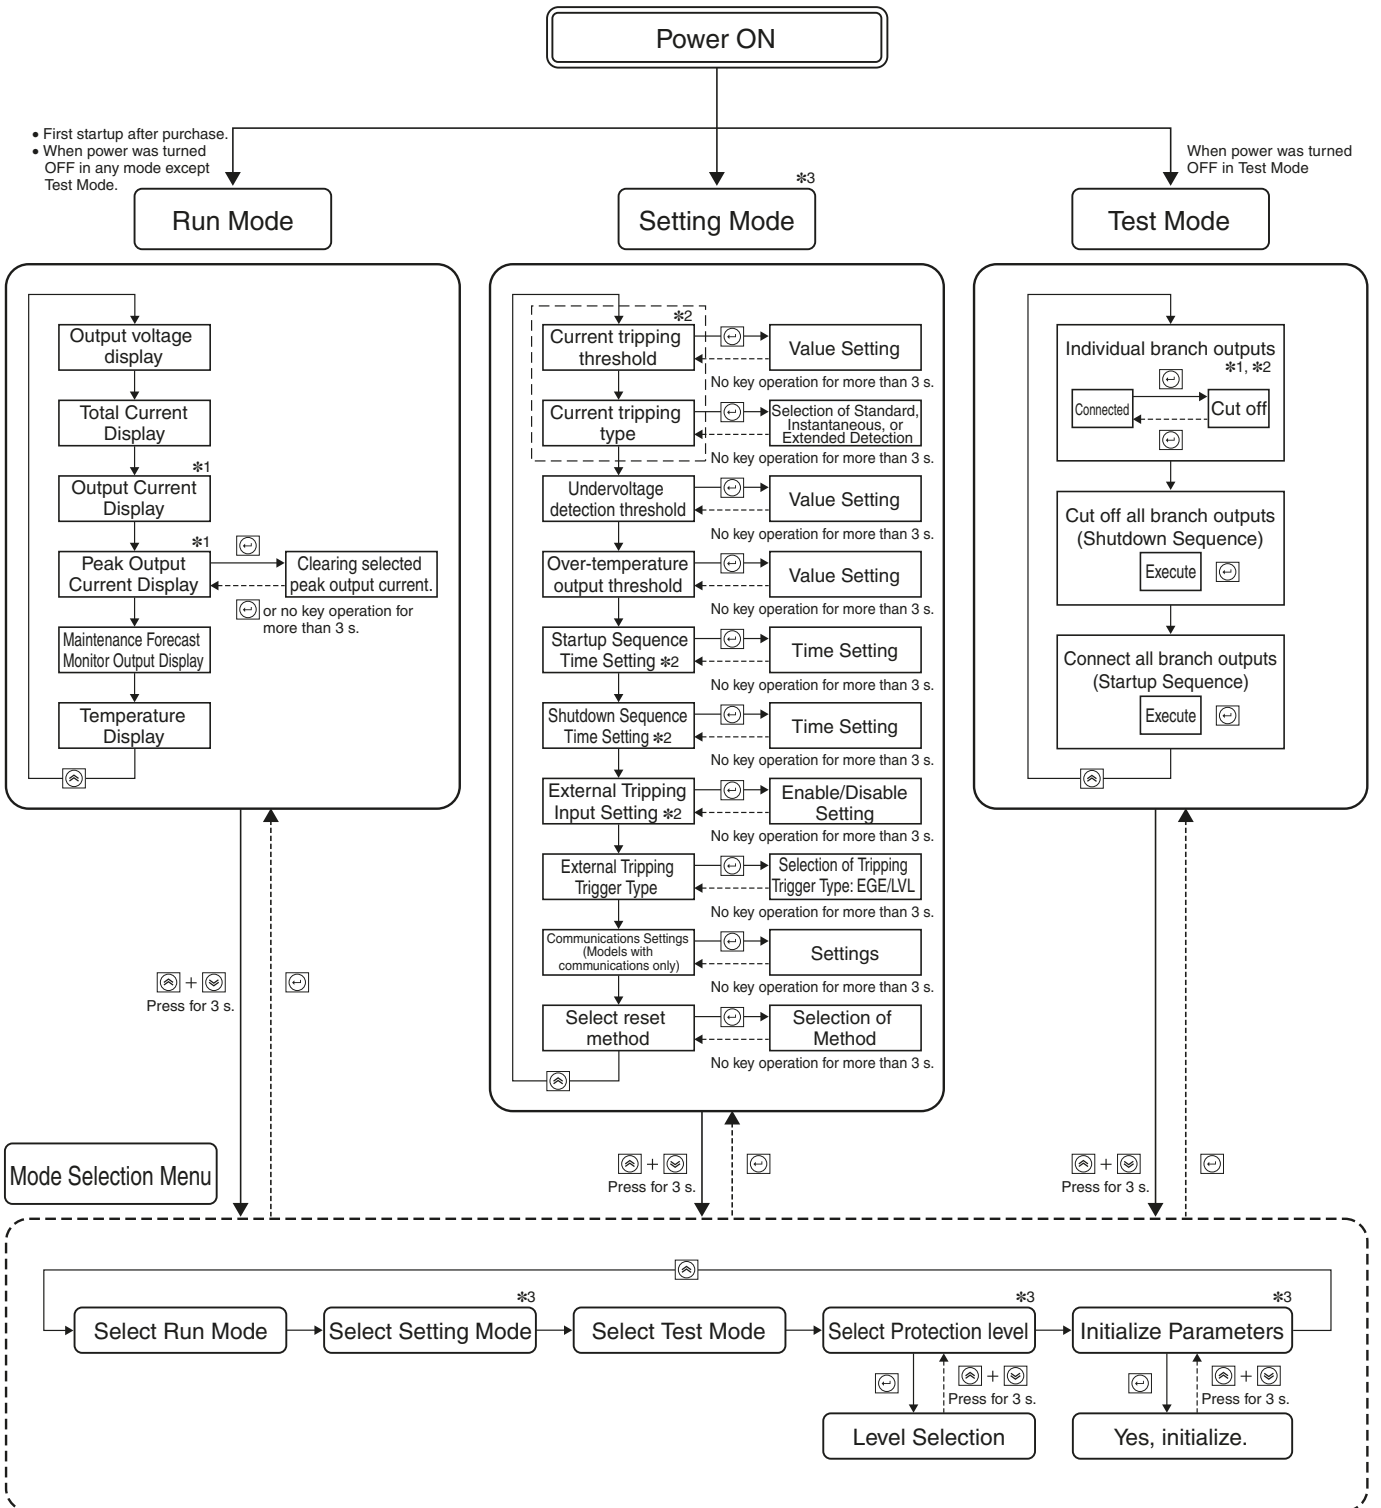 Power ON
• First startup after purchase.
• When power was turned
OFF in any mode except
Test Mode.
When power was turned
OFF in Test Mode
Run Mode
✻3
Setting Mode
Test Mode
Output voltage
display
Total Current
Display
✻1
Output Current
Display
✻1
Peak Output
Current Display
Clearing selected
peak output current.
or no key operation for
more than 3 s.
Maintenance Forecast
Monitor Output Display
Temperature
Display
✻2
Current tripping
threshold
Value Setting
No key operation for more than 3 s.
Current tripping
type
Selection of Standard,
Instantaneous, or
Extended Detection
No key operation for more than 3 s.
Undervoltage
detection threshold
Value Setting
No key operation for more than 3 s.
Over-temperature
output threshold
Value Setting
No key operation for more than 3 s.
Startup Sequence
Time Setting ✻2
Time Setting
No key operation for more than 3 s.
Shutdown Sequence
Time Setting ✻2
Time Setting
No key operation for more than 3 s.
External Tripping
Input Setting ✻2
Enable/Disable
Setting
No key operation for more than 3 s.
External Tripping
Trigger Type
Selection of Tripping
Trigger Type: EGE/LVL
No key operation for more than 3 s.
Communications Settings
(Models with
communications only)
Settings
No key operation for more than 3 s.
Select reset
method
Selection of
Method
No key operation for more than 3 s.
Individual branch outputs
✻1, ✻2
Connected
Cut off
Cut off all branch outputs
(Shutdown Sequence)
Execute
Connect all branch outputs
(Startup Sequence)
Execute
+
Press for 3 s.
+
Press for 3 s.
+
Press for 3 s.
Mode Selection Menu
Select Run Mode
✻3
Select Setting Mode
Select Test Mode
✻3
Select Protection level
✻3
Initialize Parameters
+
Press for 3 s.
+
Press for 3 s.
Level Selection
Yes, initialize.